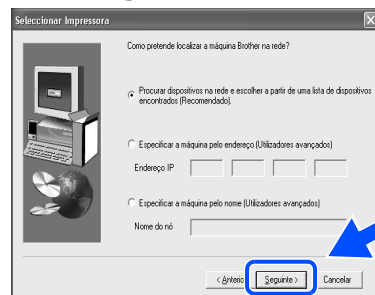 Seleccionar Impressora
Como pretende localizar a máquina Brother na rede?
Procurar dispositivos na rede e escolher a partir de uma lista de dispositivos
encontrados (Recomendado).
Especificar a máquina pelo endereço (Utilizadores avançados)
Endereço IP
Especificar a máquina pelo nome (Utilizadores avançados)
Nome do nó
< Anterio Seguinte > Cancelar